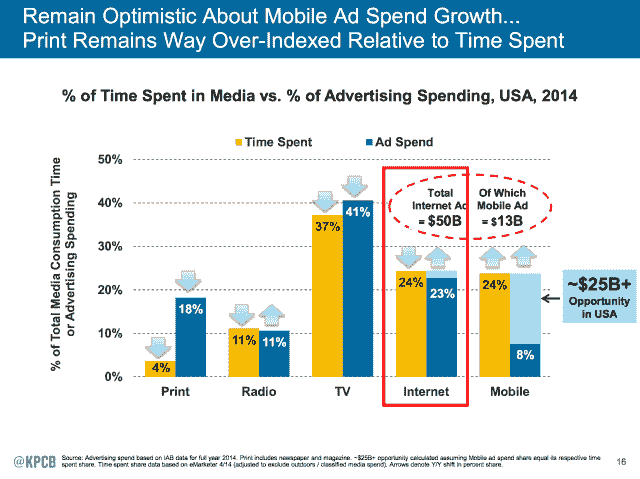 Remain Optimistic About Mobile Ad Spend Growth...
Print Remains Way Over-Indexed Relative to Time Spent
% of Time Spent in Media vs. % of Advertising Spending, USA, 2014
Time Spent
Ad Spend
% of Total Media Consumption Time
or Advertising Spending
50%
40%
30%
20%
10%
0%
4%
18%
11%
11%
37%
41%
24%
23%
24%
8%
Total
Internet Ad
= $50B
Of Which
Mobile Ad
= $13B
~$25B+
Opportunity
in USA
Print
Radio
TV
Internet
Mobile
@KPCB
Source: Advertising spend based on IAB data for full year 2014. Print includes newspaper and magazine. ~$25B+ opportunity calculated assuming Mobile ad spend share equal its respective time
spent share. Time spent share data based on eMarketer 4/14 (adjusted to exclude outdoors / classified media spend). Arrows denote Y/Y shift in percent share.
16